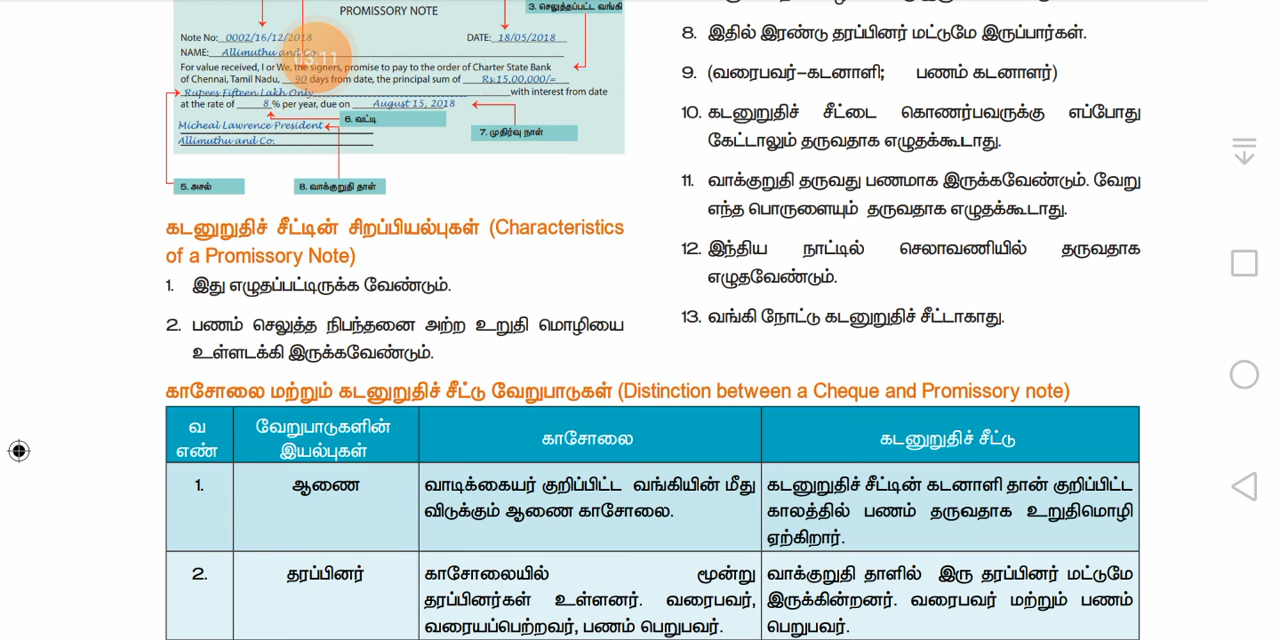 PROMISSORY NOTE
3. செலுத்தப்பட்ட வங்கி
Note No: 0002/16/12/2018 DATE: 18/05/2018
NAME: Allimuthu and Co.
13:11
For value received, I or We, the signers, promise to pay to the order of Charter State Bank
of Chennai, Tamil Nadu, 90 days from date, the principal sum of Rs.15,00,000/=
Rupees Fifteen Lakh Only with interest from date
at the rate of 8 % per year, due on August 15, 2018
6. வட்டி
Micheal Lawrence President
7. முதிர்வு நாள்
Allimuthu and Co.
5. அசல்
8. வாக்குறுதி தாள்
கடனுறுதிச் சீட்டின் சிறப்பியல்புகள் (Characteristics
of a Promissory Note)
1. இது எழுதப்பட்டிருக்க வேண்டும்.
2. பணம் செலுத்த நிபந்தனை அற்ற உறுதி மொழியை
உள்ளடக்கி இருக்கவேண்டும்.
8. இதில் இரண்டு தரப்பினர் மட்டுமே இருப்பார்கள்.
9. (வரைபவர்–கடனாளி; பணம் கடனாளர்)
10. கடனுறுதிச் சீட்டை கொணர்பவருக்கு எப்போது
கேட்டாலும் தருவதாக எழுதக்கூடாது.
11. வாக்குறுதி தருவது பணமாக இருக்கவேண்டும். வேறு
எந்த பொருளையும் தருவதாக எழுதக்கூடாது.
12. இந்திய நாட்டில் செலாவணியில் தருவதாக
எழுதவேண்டும்.
13. வங்கி நோட்டு கடனுறுதிச் சீட்டாகாது.
காசோலை மற்றும் கடனுறுதிச் சீட்டு வேறுபாடுகள் (Distinction between a Cheque and Promissory note)
வ எண்
வேறுபாடுகளின் இயல்புகள்
காசோலை
கடனுறுதிச் சீட்டு
1.
ஆணை
வாடிக்கையர் குறிப்பிட்ட வங்கியின் மீது
விடுக்கும் ஆணை காசோலை.
கடனுறுதிச் சீட்டின் கடனாளி தான் குறிப்பிட்ட
காலத்தில் பணம் தருவதாக உறுதிமொழி
ஏற்கிறார்.
2.
தரப்பினர்
காசோலையில் மூன்று
தரப்பினர்கள் உள்ளனர். வரைபவர்,
வரையப்பெற்றவர், பணம் பெறுபவர்.
வாக்குறுதி தாளில் இரு தரப்பினர் மட்டுமே
இருக்கின்றனர். வரைபவர் மற்றும் பணம்
பெறுபவர்.